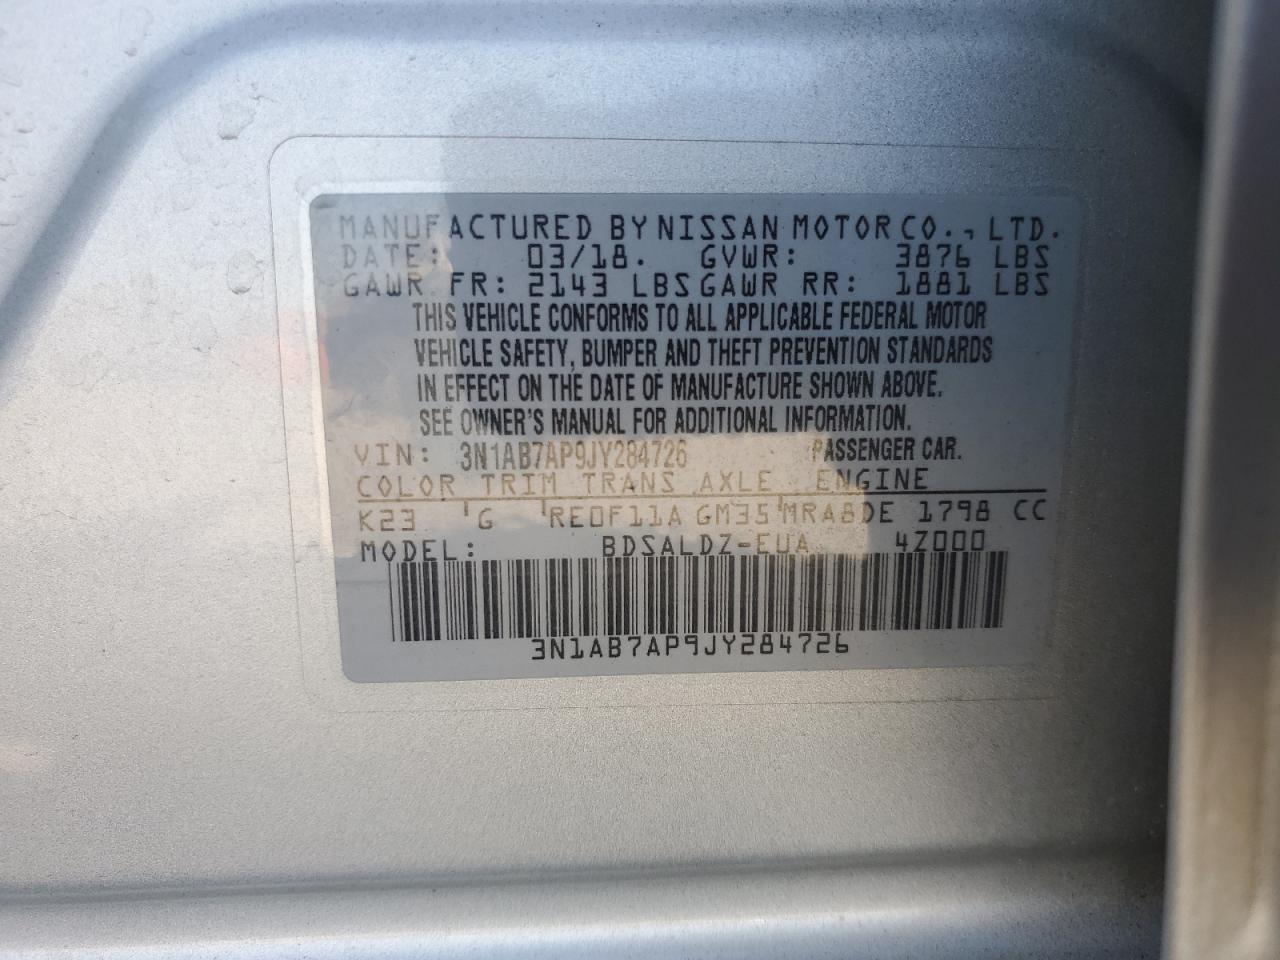 MANUFACTURED BY NISSAN MOTOR CO., LTD.
DATE: 03/18. GVWR: 3876 LBS
GAWR FR: 2143 LBS GAWR RR: 1881 LBS
THIS VEHICLE CONFORMS TO ALL APPLICABLE FEDERAL MOTOR
VEHICLE SAFETY, BUMPER AND THEFT PREVENTION STANDARDS
IN EFFECT ON THE DATE OF MANUFACTURE SHOWN ABOVE.
SEE OWNER'S MANUAL FOR ADDITIONAL INFORMATION.
VIN: 3N1AB7AP9JY284726 PASSENGER CAR.
COLOR TRIM TRANS AXLE ENGINE
K23 G RE0F11A GM35 MRA8DE 1798 CC
MODEL: BDSALDZ-EUA 4Z000
3N1AB7AP9JY284726